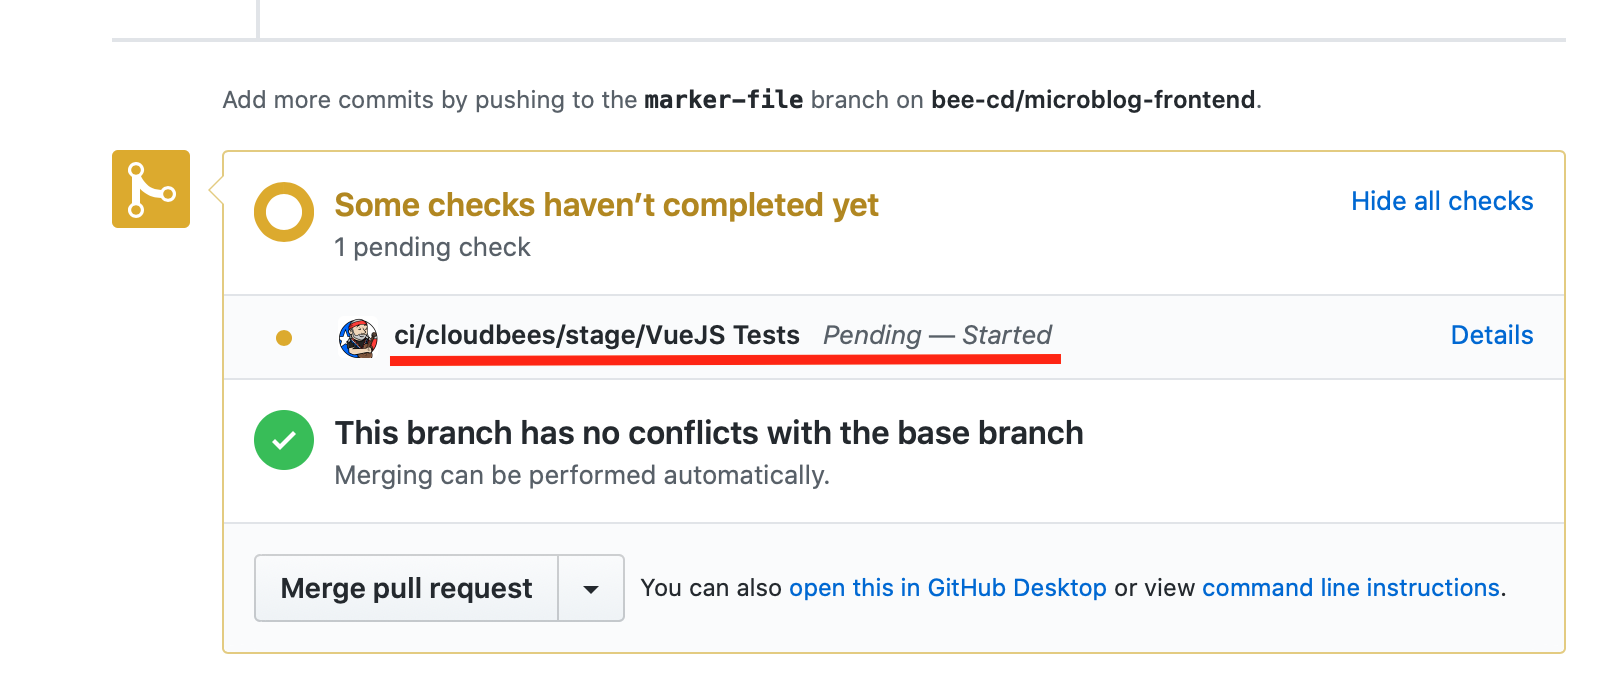 Add more commits by pushing to the marker-file branch on bee-cd/microblog-frontend.
Some checks haven’t completed yet
Hide all checks
1 pending check
ci/cloudbees/stage/VueJS Tests Pending — Started
Details
This branch has no conflicts with the base branch
Merging can be performed automatically.
Merge pull request
You can also open this in GitHub Desktop or view command line instructions.